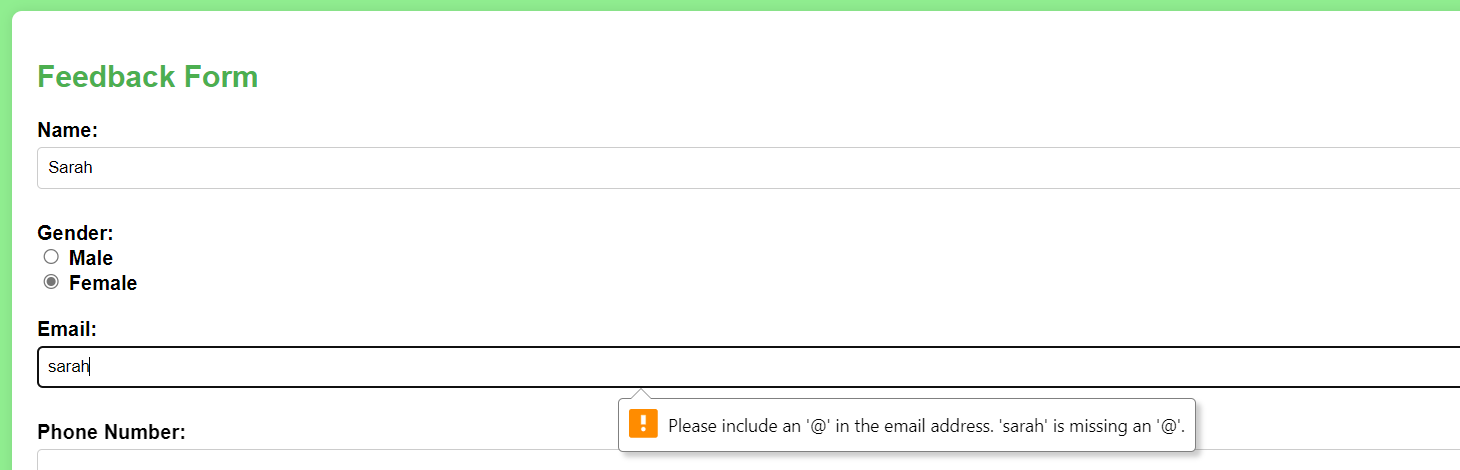 Feedback Form
Name:
Sarah
Gender:
Male
Female
Email:
sarah
Please include an '@' in the email address. 'sarah' is missing an '@'.
Phone Number: